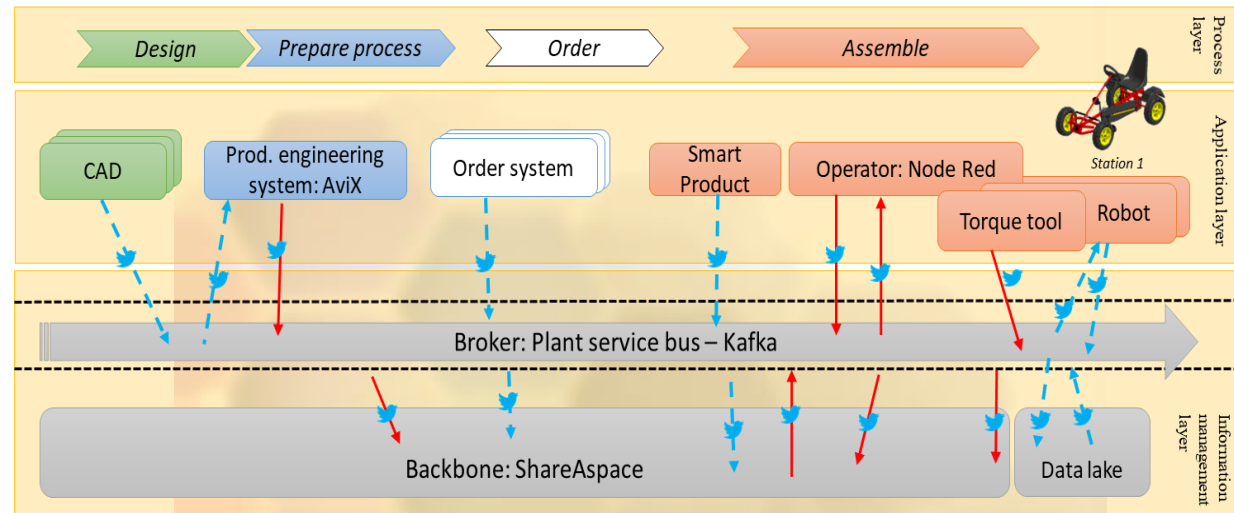 Design
Prepare process
Order
Assemble
Process
layer
CAD
Prod. engineering
system: AviX
Order system
Smart
Product
Operator: Node Red
Station 1
Torque tool
Robot
Application layer
Broker: Plant service bus – Kafka
Backbone: ShareAspace
Data lake
Information
management
layer